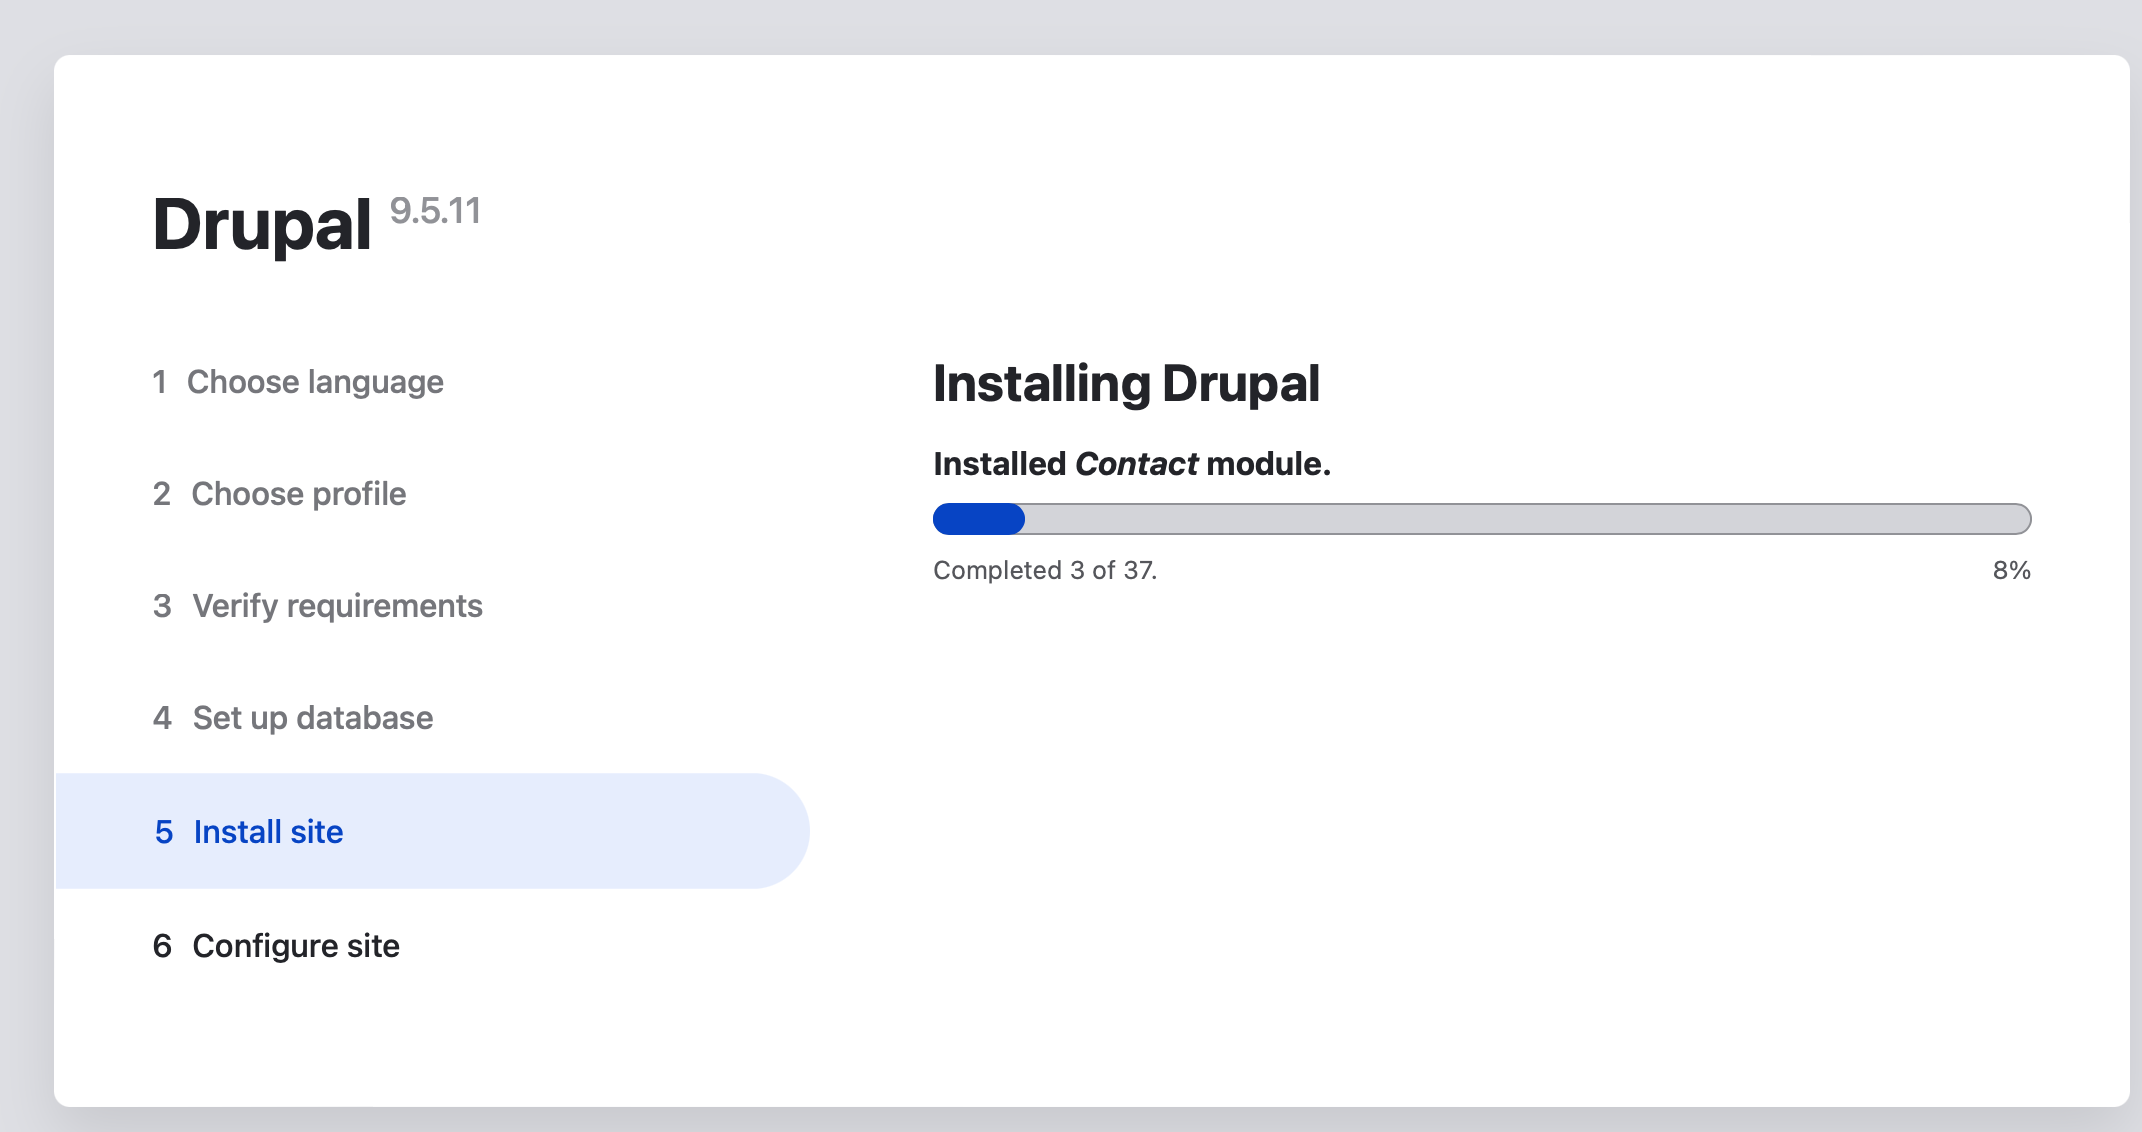 Drupal 9.5.11
1 Choose language
2 Choose profile
3 Verify requirements
4 Set up database
5 Install site
6 Configure site
Installing Drupal
Installed Contact module.
Completed 3 of 37.
8%